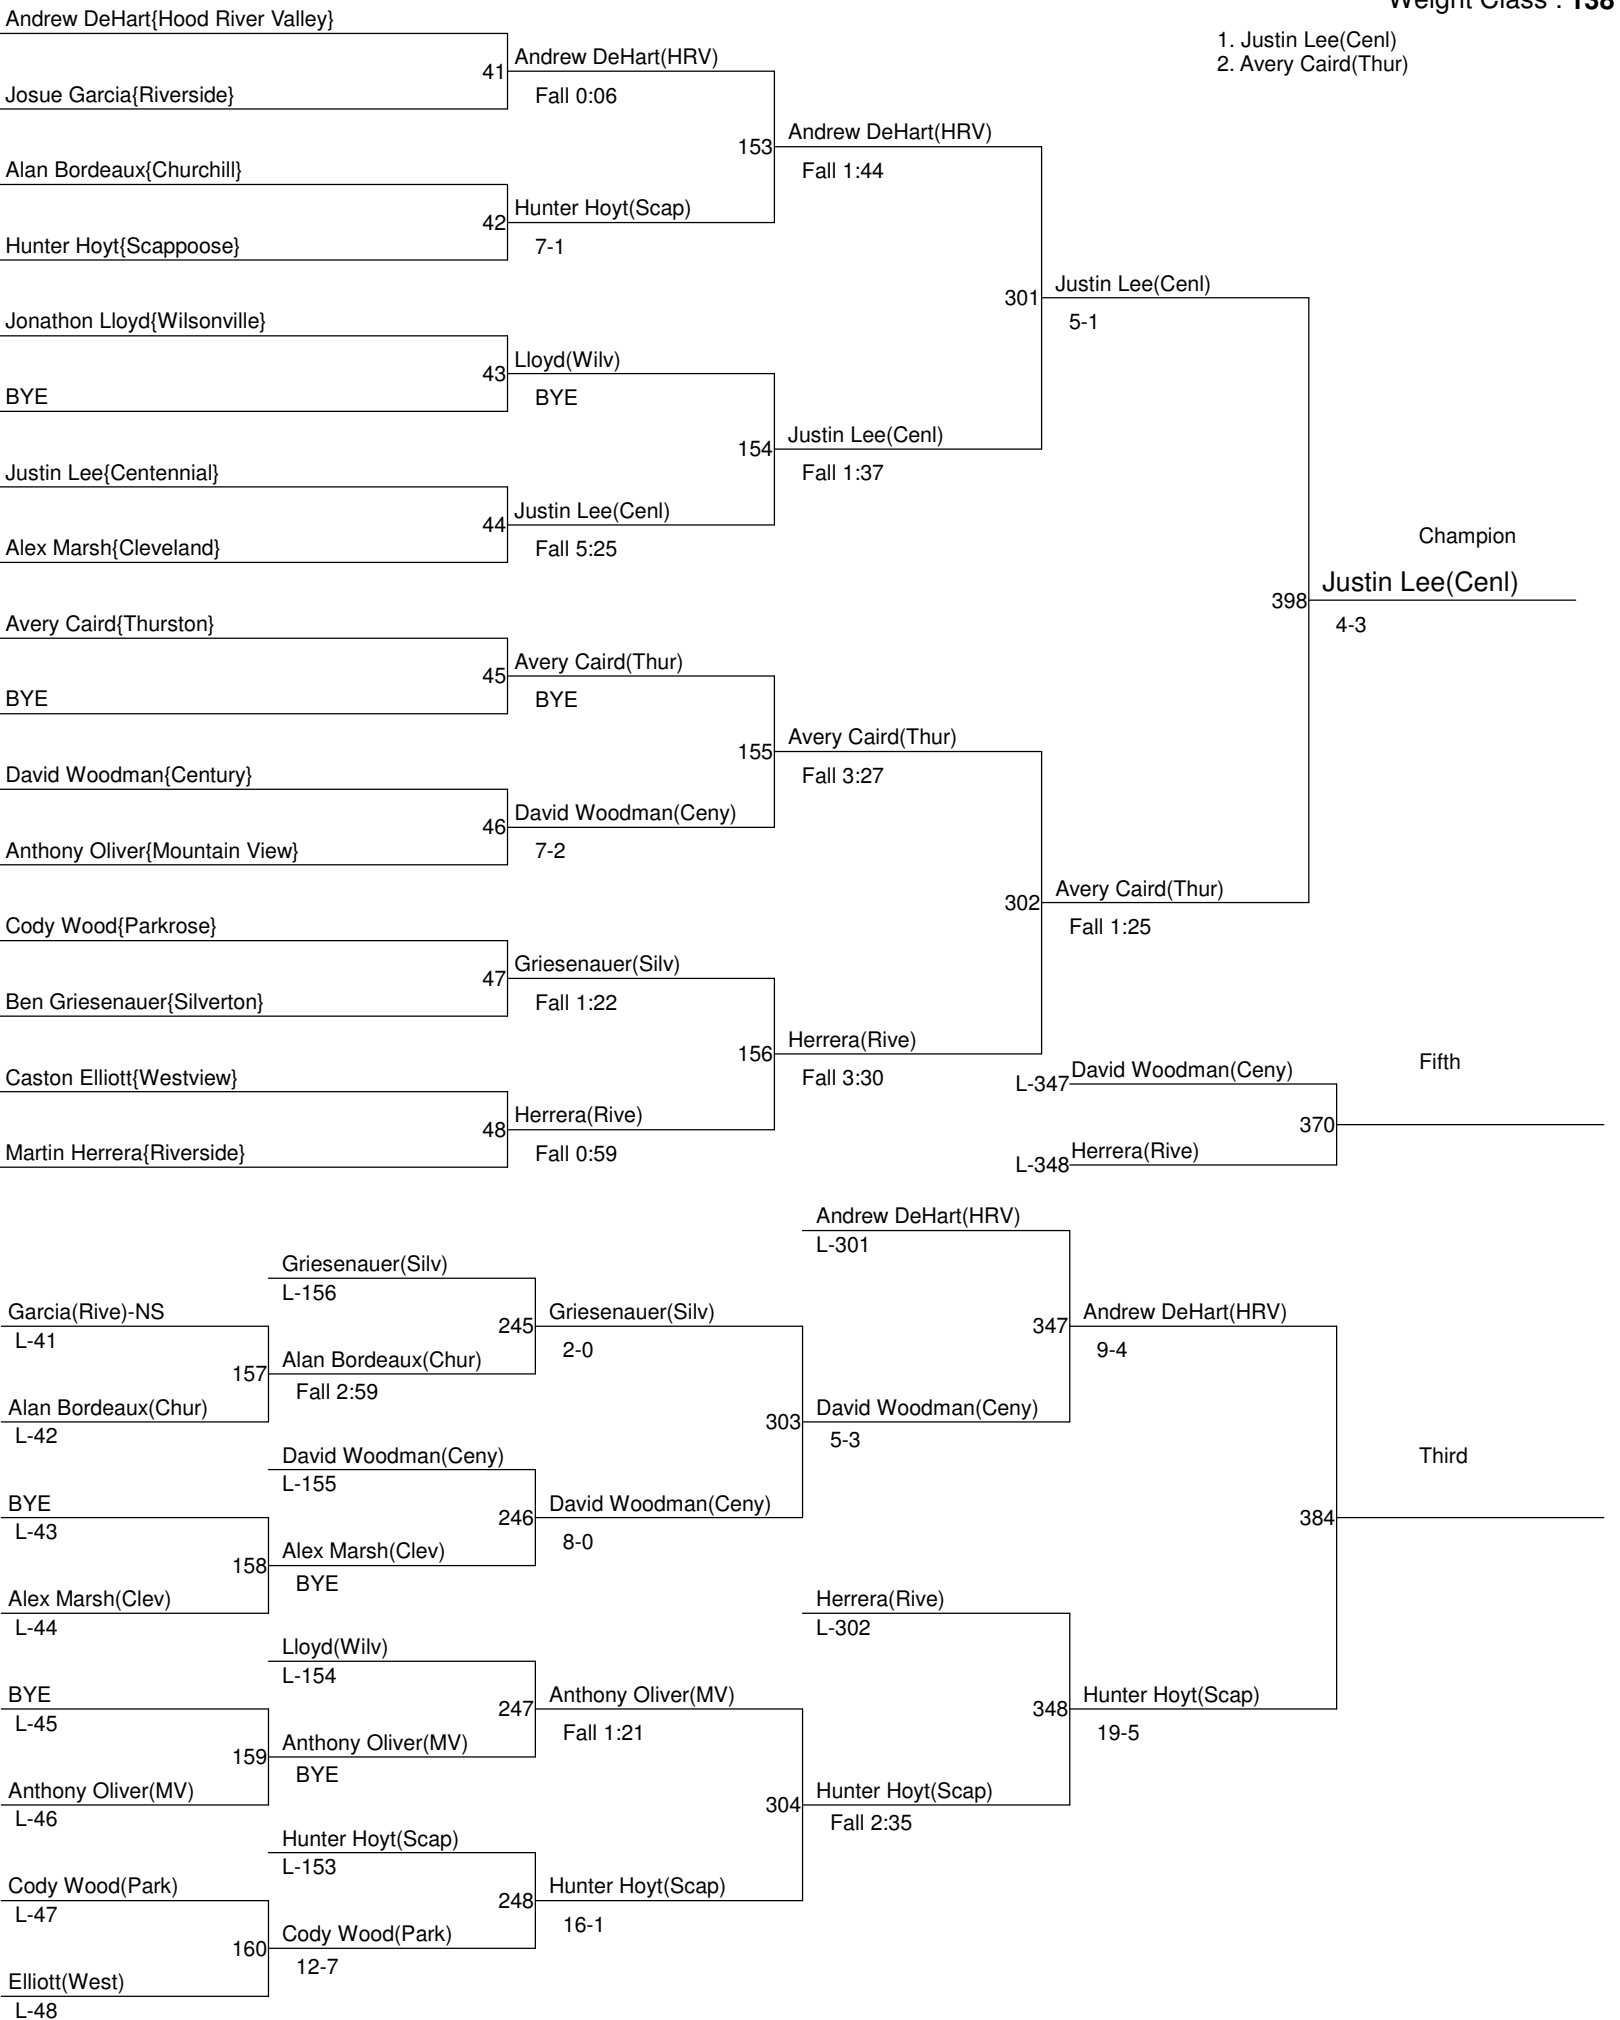 Weight Class : 138
1. Justin Lee(Cenl)
2. Avery Caird(Thur)
Andrew DeHart{Hood River Valley}
41
Josue Garcia{Riverside}
Andrew DeHart(HRV)
Fall 0:06
Alan Bordeaux{Churchill}
42
Hunter Hoyt{Scappoose}
Hunter Hoyt(Scap)
7-1
153
Andrew DeHart(HRV)
Fall 1:44
Jonathon Lloyd{Wilsonville}
43
BYE
Lloyd(Wilv)
BYE
Justin Lee{Centennial}
44
Alex Marsh{Cleveland}
Justin Lee(Cenl)
Fall 5:25
154
Justin Lee(Cenl)
Fall 1:37
301
Justin Lee(Cenl)
5-1
Avery Caird{Thurston}
45
BYE
Avery Caird(Thur)
BYE
David Woodman{Century}
46
Anthony Oliver{Mountain View}
David Woodman(Ceny)
7-2
155
Avery Caird(Thur)
Fall 3:27
Cody Wood{Parkrose}
47
Ben Griesenauer{Silverton}
Griesenauer(Silv)
Fall 1:22
Caston Elliott{Westview}
48
Martin Herrera{Riverside}
Herrera(Rive)
Fall 0:59
156
Herrera(Rive)
Fall 3:30
302
Avery Caird(Thur)
Fall 1:25
Champion
398
Justin Lee(Cenl)
4-3
Fifth
L-347
David Woodman(Ceny)
370
L-348
Herrera(Rive)
Garcia(Rive)-NS
L-41
157
Alan Bordeaux(Chur)
L-42
Griesenauer(Silv)
L-156
245
Alan Bordeaux(Chur)
Fall 2:59
Griesenauer(Silv)
2-0
BYE
L-43
158
Alex Marsh(Clev)
L-44
David Woodman(Ceny)
L-155
246
Alex Marsh(Clev)
BYE
David Woodman(Ceny)
8-0
303
David Woodman(Ceny)
5-3
Andrew DeHart(HRV)
L-301
347
Andrew DeHart(HRV)
9-4
BYE
L-45
159
Anthony Oliver(MV)
L-46
Lloyd(Wilv)
L-154
247
Anthony Oliver(MV)
BYE
Anthony Oliver(MV)
Fall 1:21
Cody Wood(Park)
L-47
160
Elliott(West)
L-48
Hunter Hoyt(Scap)
L-153
248
Cody Wood(Park)
12-7
Hunter Hoyt(Scap)
16-1
304
Hunter Hoyt(Scap)
Fall 2:35
Herrera(Rive)
L-302
348
Hunter Hoyt(Scap)
19-5
Third
384